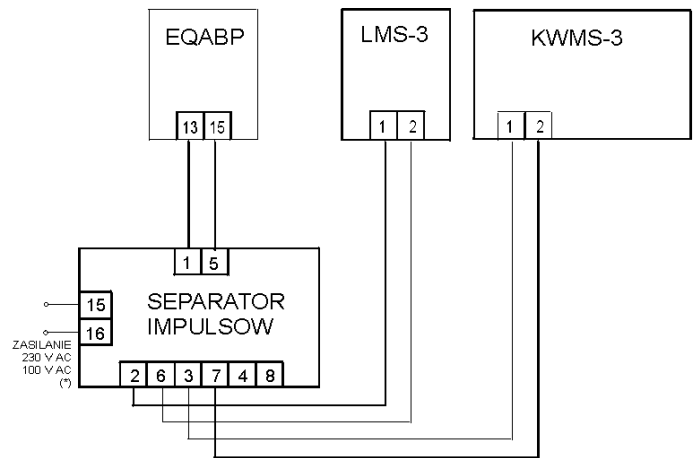 EQABP
LMS-3
KWMS-3
13 15
1 2
1 2
1 5
15
16
SEPARATOR
IMPULSOW
ZASILANIE
230 V AC
100 V AC
(*)
2 6 3 7 4 8